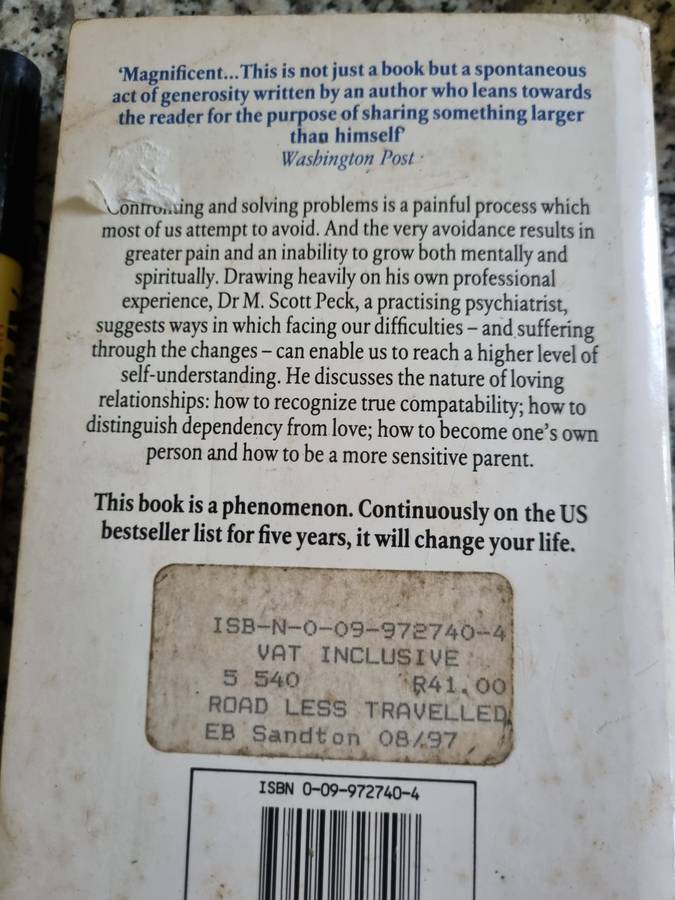 ‘Magnificent...This is not just a book but a spontaneous
act of generosity written by an author who leans towards
the reader for the purpose of sharing something larger
than himself’
Washington Post
Confronting and solving problems is a painful process which
most of us attempt to avoid. And the very avoidance results in
greater pain and an inability to grow both mentally and
spiritually. Drawing heavily on his own professional
experience, Dr M. Scott Peck, a practising psychiatrist,
suggests ways in which facing our difficulties – and suffering
through the changes – can enable us to reach a higher level of
self-understanding. He discusses the nature of loving
relationships: how to recognize true compatability; how to
distinguish dependency from love; how to become one's own
person and how to be a more sensitive parent.
This book is a phenomenon. Continuously on the US
bestseller list for five years, it will change your life.
ISB-N-0-09-972740-4
VAT INCLUSIVE
5 540 R41.00
ROAD LESS TRAVELLED
EB Sandton 08/97
ISBN 0-09-972740-4